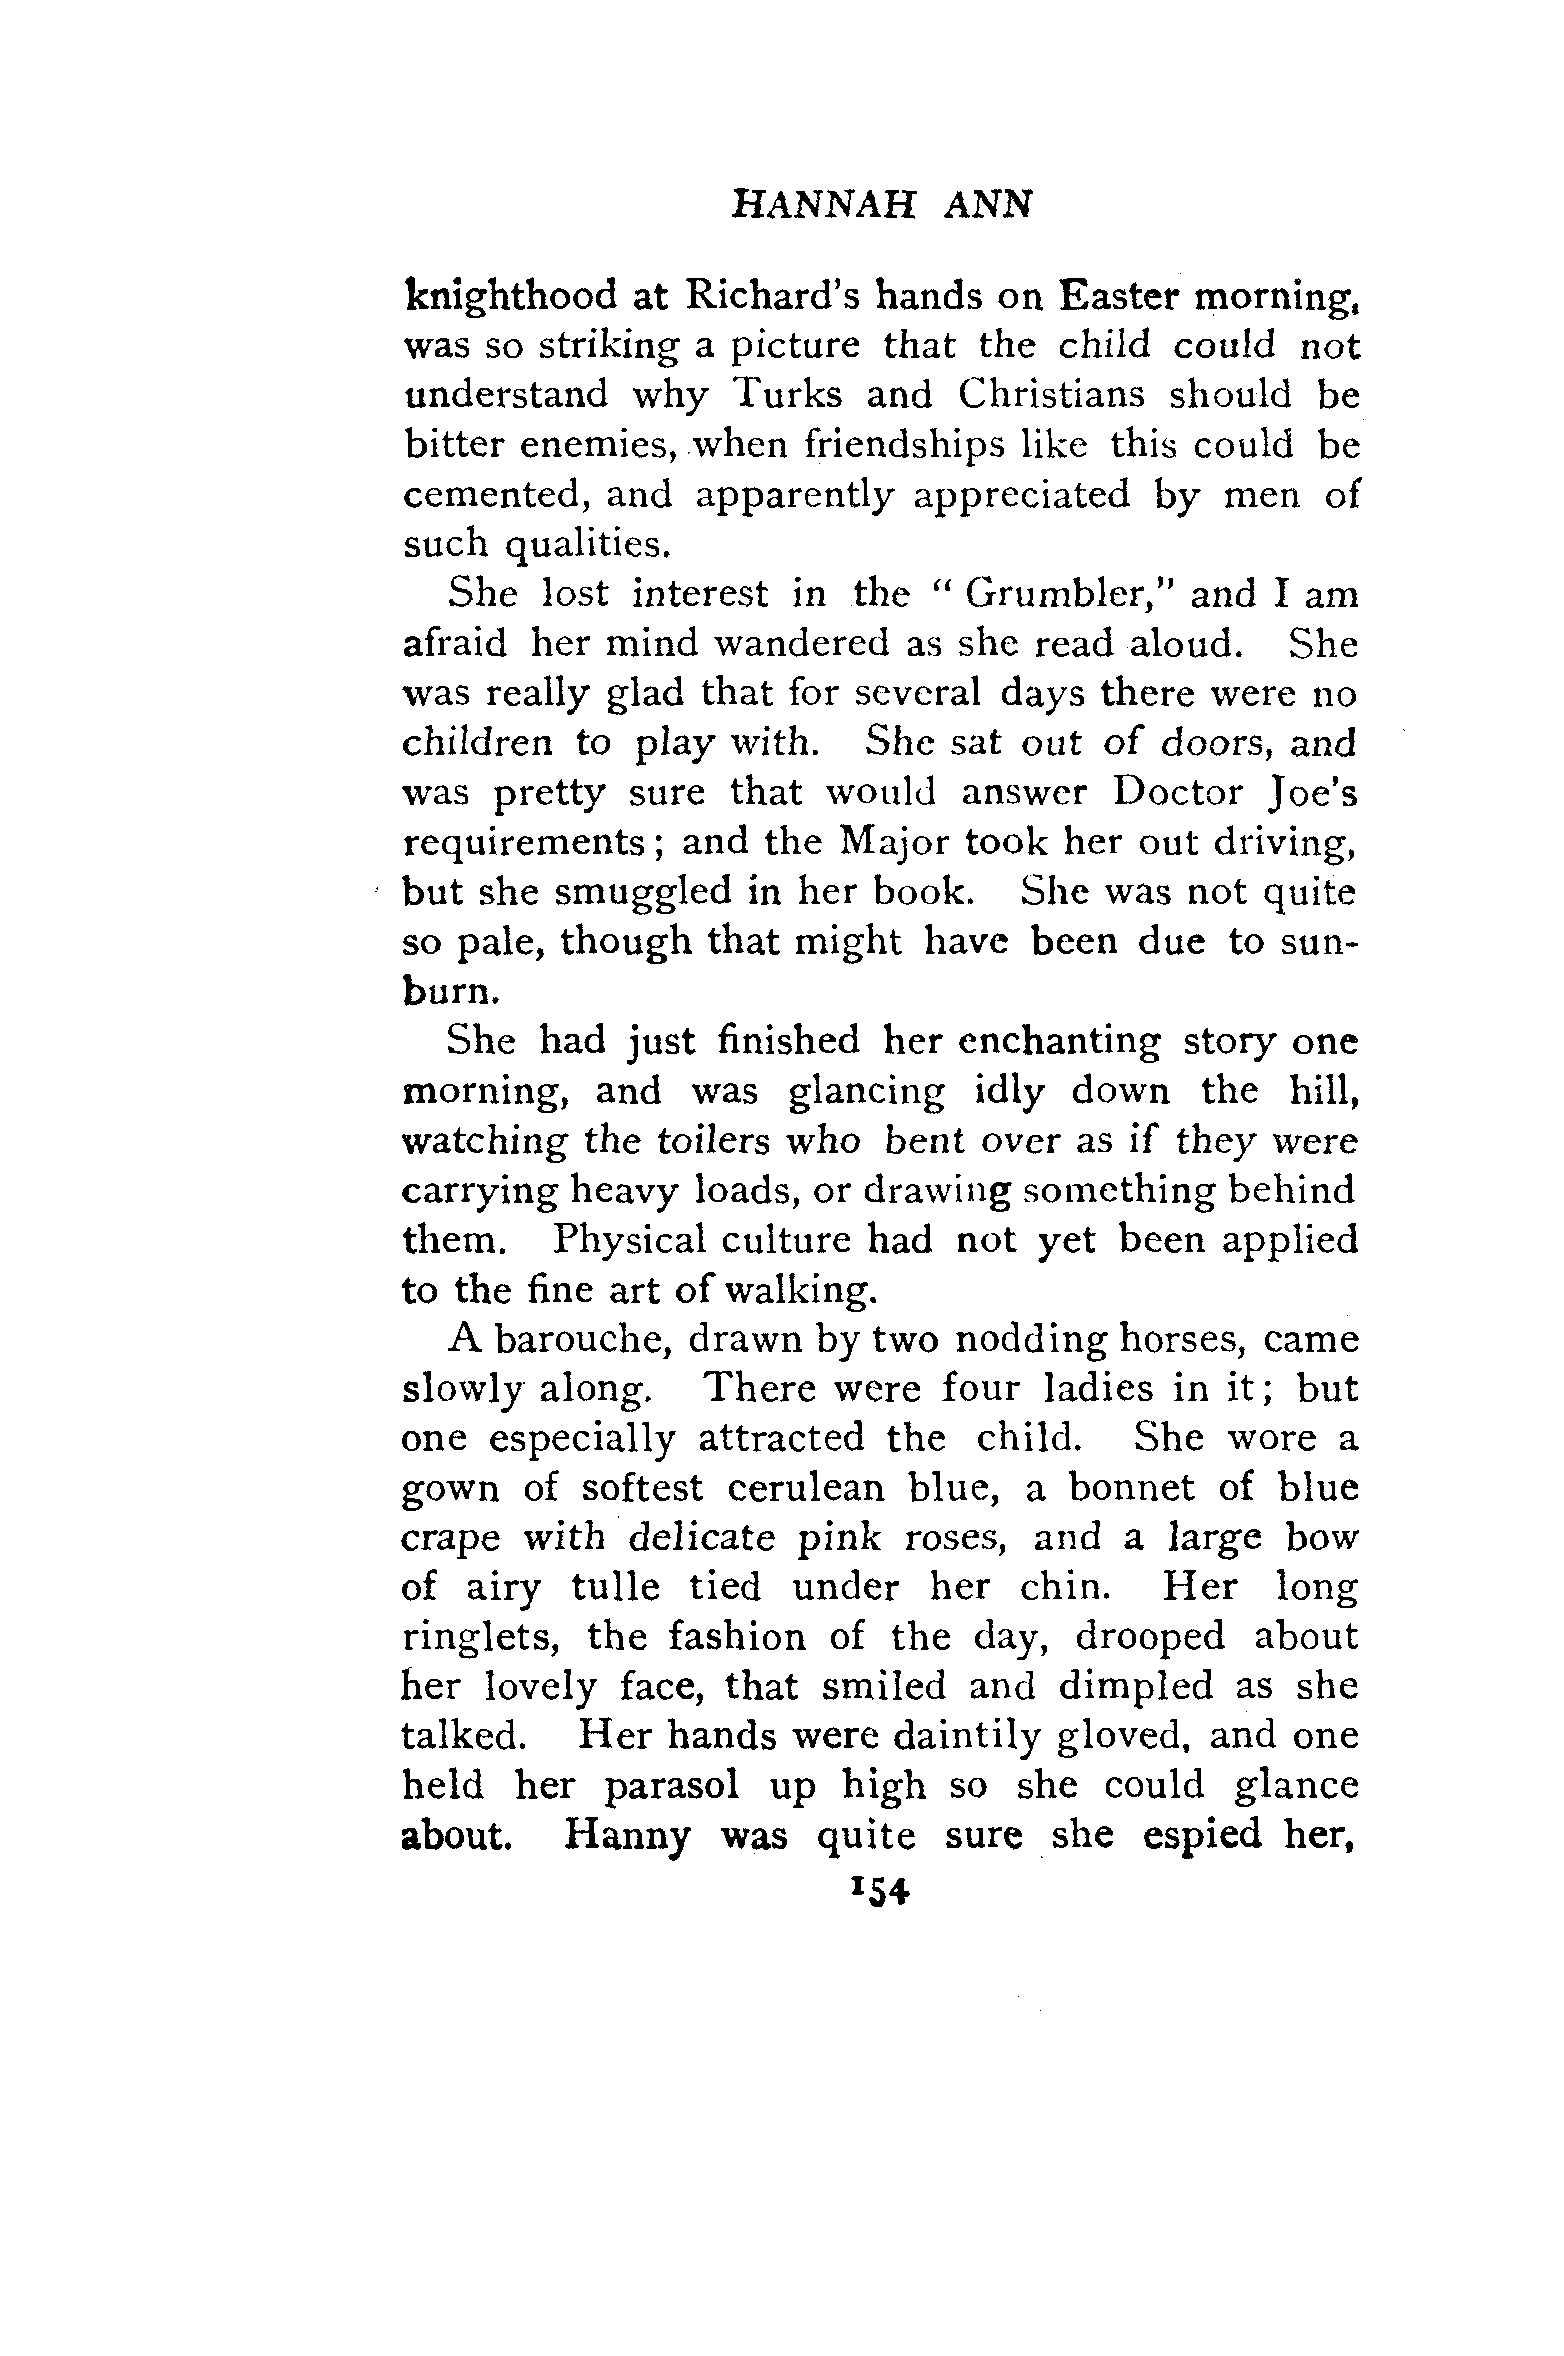 HANNAH ANN
knighthood at Richard's hands on Easter morning,
was so striking a picture that the child could not
understand why Turks and Christians should be
bitter enemies, when friendships like this could be
cemented, and apparently appreciated by men of
such qualities.
She lost interest in the " Grumbler," and I am
afraid her mind wandered as she read aloud. She
was really glad that for several days there were no
children to play with. She sat out of doors, and
was pretty sure that would answer Doctor Joe's
requirements; and the Major took her out driving,
but she smuggled in her book. She was not quite
so pale, though that might have been due to sun-
burn.
She had just finished her enchanting story one
morning, and was glancing idly down the hill,
watching the toilers who bent over as if they were
carrying heavy loads, or drawing something behind
them. Physical culture had not yet been applied
to the fine art of walking.
A barouche, drawn by two nodding horses, came
slowly along. There were four ladies in it; but
one especially attracted the child. She wore a
gown of softest cerulean blue, a bonnet of blue
crape with delicate pink roses, and a large bow
of airy tulle tied under her chin. Her long
ringlets, the fashion of the day, drooped about
her lovely face, that smiled and dimpled as she
talked. Her hands were daintily gloved, and one
held her parasol up high so she could glance
about. Hanny was quite sure she espied her,
154